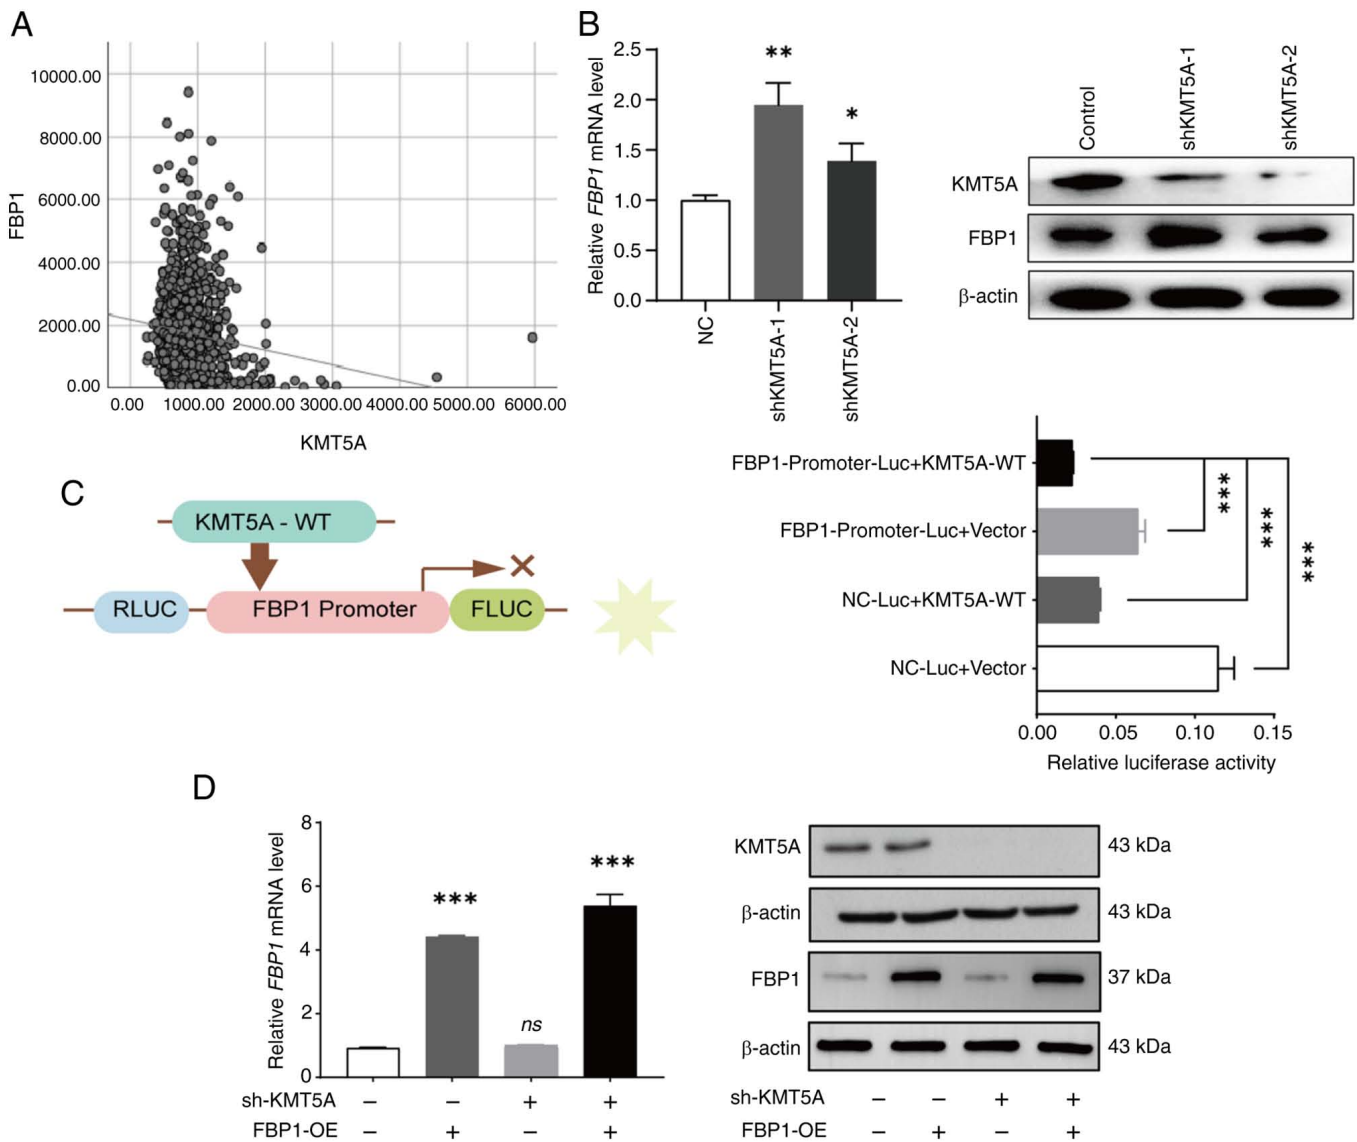 A
FBP1
10000.00
8000.00
6000.00
4000.00
2000.00
0.00
0.00 1000.00 2000.00 3000.00 4000.00 5000.00 6000.00
KMT5A
B
Relative FBP1 mRNA level
2.5
2.0
1.5
1.0
0.5
0.0
**
*
NC
shKMT5A-1
shKMT5A-2
Control
shKMT5A-1
shKMT5A-2
KMT5A
FBP1
β-actin
C
KMT5A - WT
RLUC
FBP1 Promoter
FLUC
FBP1-Promoter-Luc+KMT5A-WT
FBP1-Promoter-Luc+Vector
NC-Luc+KMT5A-WT
NC-Luc+Vector
***
***
***
0.00 0.05 0.10 0.15
Relative luciferase activity
D
Relative FBP1 mRNA level
8
6
4
2
0
***
ns
***
sh-KMT5A − − + +
FBP1-OE − + − +
KMT5A 43 kDa
β-actin 43 kDa
FBP1 37 kDa
β-actin 43 kDa
sh-KMT5A − − + +
FBP1-OE − + − +